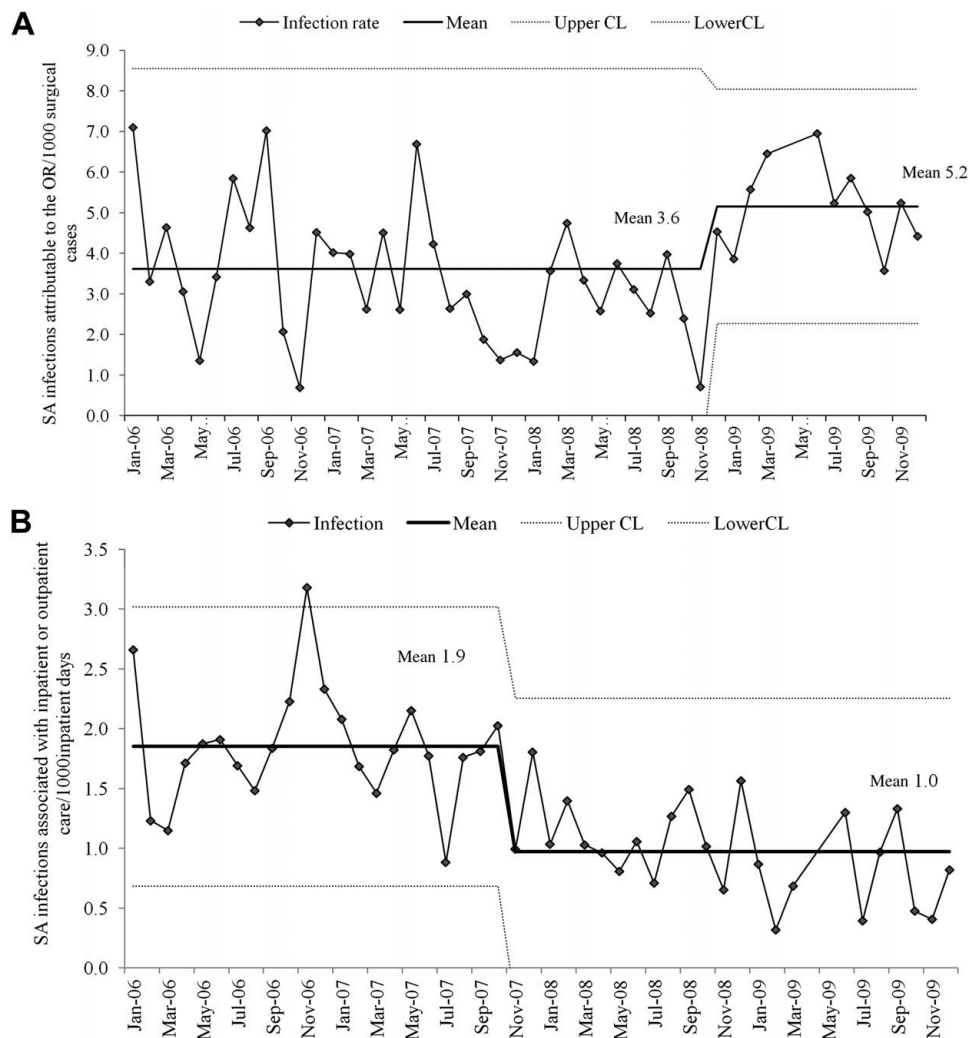 A
Infection rate Mean Upper CL LowerCL
SA infections attributable to the OR/1000 surgical
cases
9.0
8.0
7.0
6.0
5.0
4.0
3.0
2.0
1.0
0.0
Mean 3.6
Mean 5.2
Jan-06
Mar-06
May..
Jul-06
Sep-06
Nov-06
Jan-07
Mar-07
May..
Jul-07
Sep-07
Nov-07
Jan-08
Mar-08
May..
Jul-08
Sep-08
Nov-08
Jan-09
Mar-09
May..
Jul-09
Sep-09
Nov-09
B
Infection Mean Upper CL LowerCL
SA infections associated with inpatient or outpatient
care/1000inpatient days
3.5
3.0
2.5
2.0
1.5
1.0
0.5
0.0
Mean 1.9
Mean 1.0
Jan-06
Mar-06
May-06
Jul-06
Sep-06
Nov-06
Jan-07
Mar-07
May-07
Jul-07
Sep-07
Nov-07
Jan-08
Mar-08
May-08
Jul-08
Sep-08
Nov-08
Jan-09
Mar-09
May-09
Jul-09
Sep-09
Nov-09